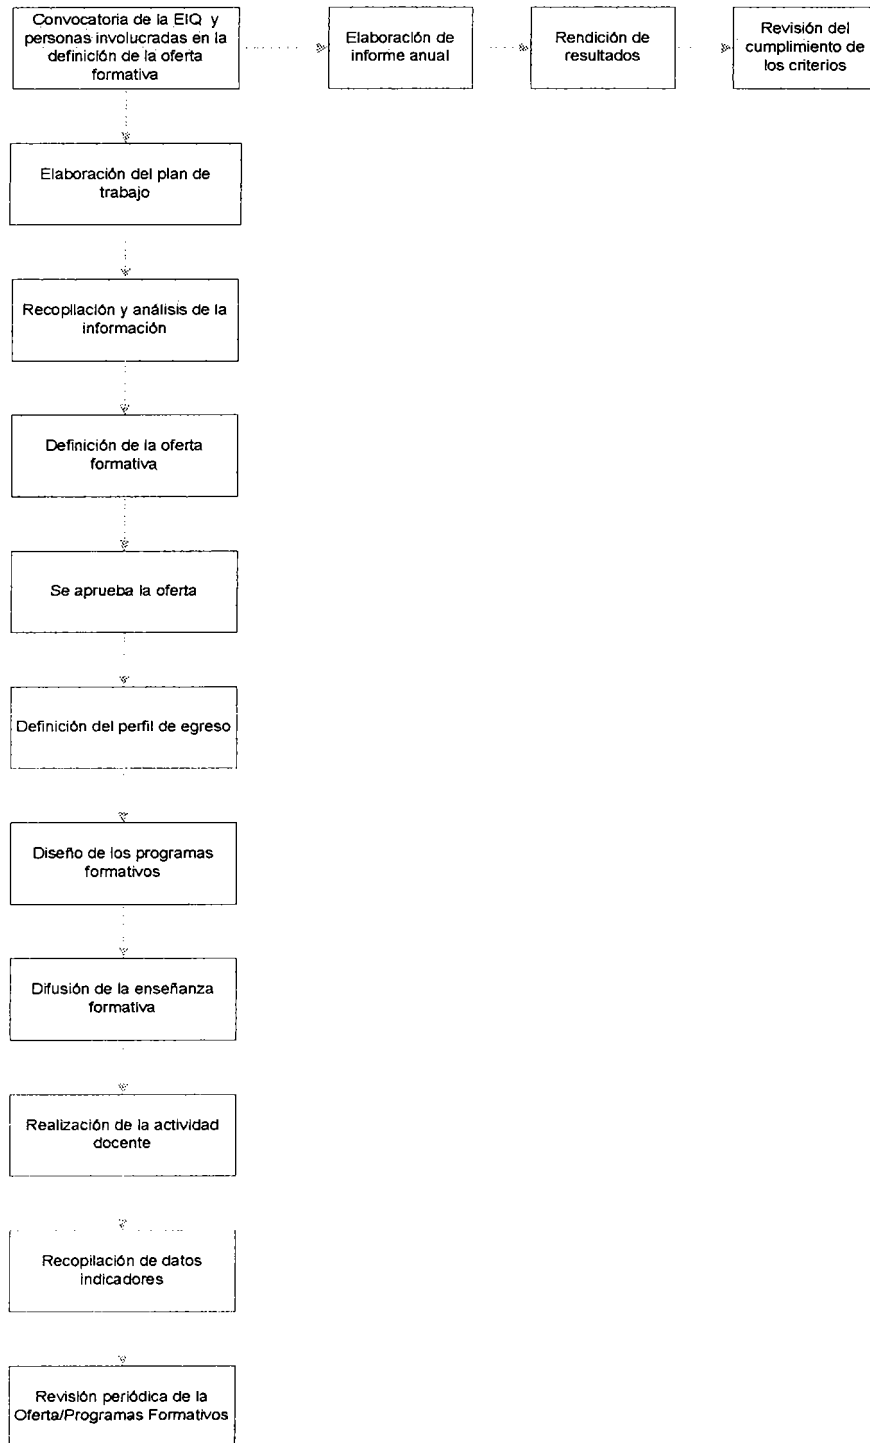 Convocatoria de la EIQ y
personas involucradas en la
definición de la oferta
formativa
Elaboración de
informe anual
Rendición de
resultados
Revisión del
cumplimiento de
los criterios
Elaboración del plan de
trabajo
Recopilación y análisis de la
información
Definición de la oferta
formativa
Se aprueba la oferta
Definición del perfil de egreso
Diseño de los programas
formativos
Difusión de la enseñanza
formativa
Realización de la actividad
docente
Recopilación de datos
indicadores
Revisión periódica de la
Oferta/Programas Formativos